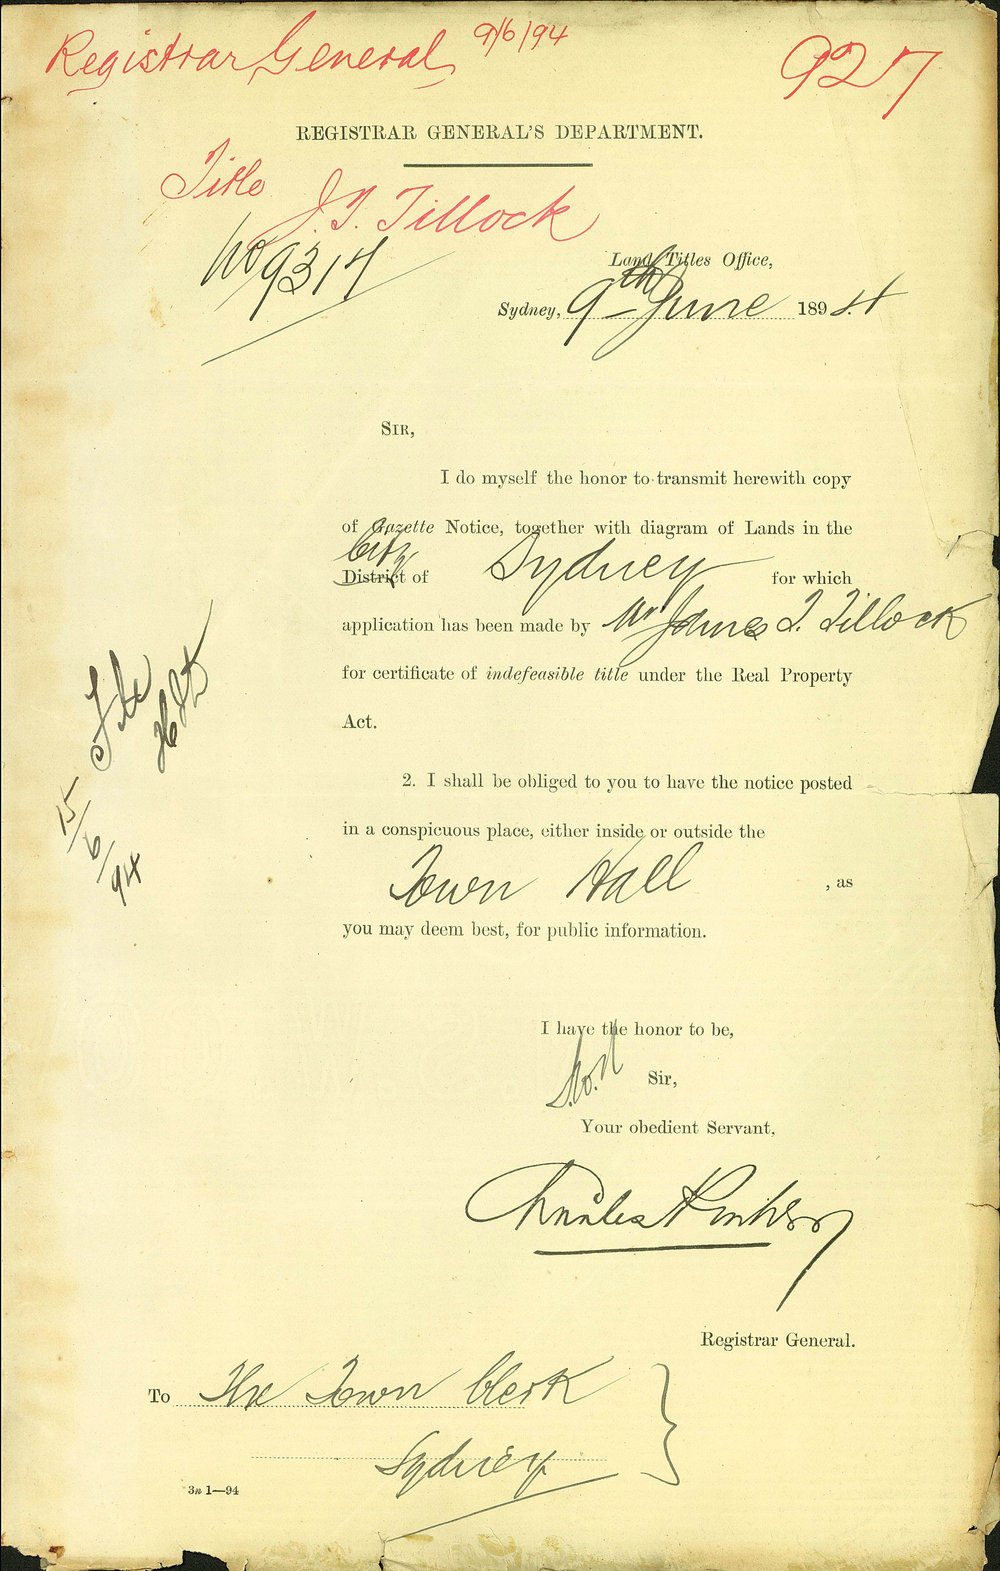 Registrar General 9/6/94
927
REGISTRAR GENERAL'S DEPARTMENT.
Title
J. T. Tillock
No 9314
Land Titles Office,
Sydney, 9th June 1894
SIR,
I do myself the honor to transmit herewith copy
of Gazette Notice, together with diagram of Lands in the
City
District of Sydney for which
application has been made by Mr James T. Tillock
for certificate of indefeasible title under the Real Property
Act.
2. I shall be obliged to you to have the notice posted
in a conspicuous place, either inside or outside the
Town Hall , as
you may deem best, for public information.
File
15/6/94
I have the honor to be,
Sir,
Your obedient Servant,
Charles
Registrar General.
To The Town Clerk
Sydney
3n 1—94